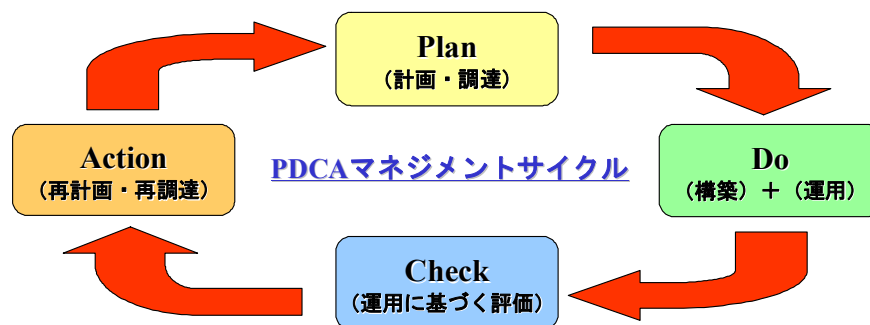 Plan
（計画・調達）
Action
（再計画・再調達）
PDCAマネジメントサイクル
Do
（構築）＋（運用）
Check
（運用に基づく評価）